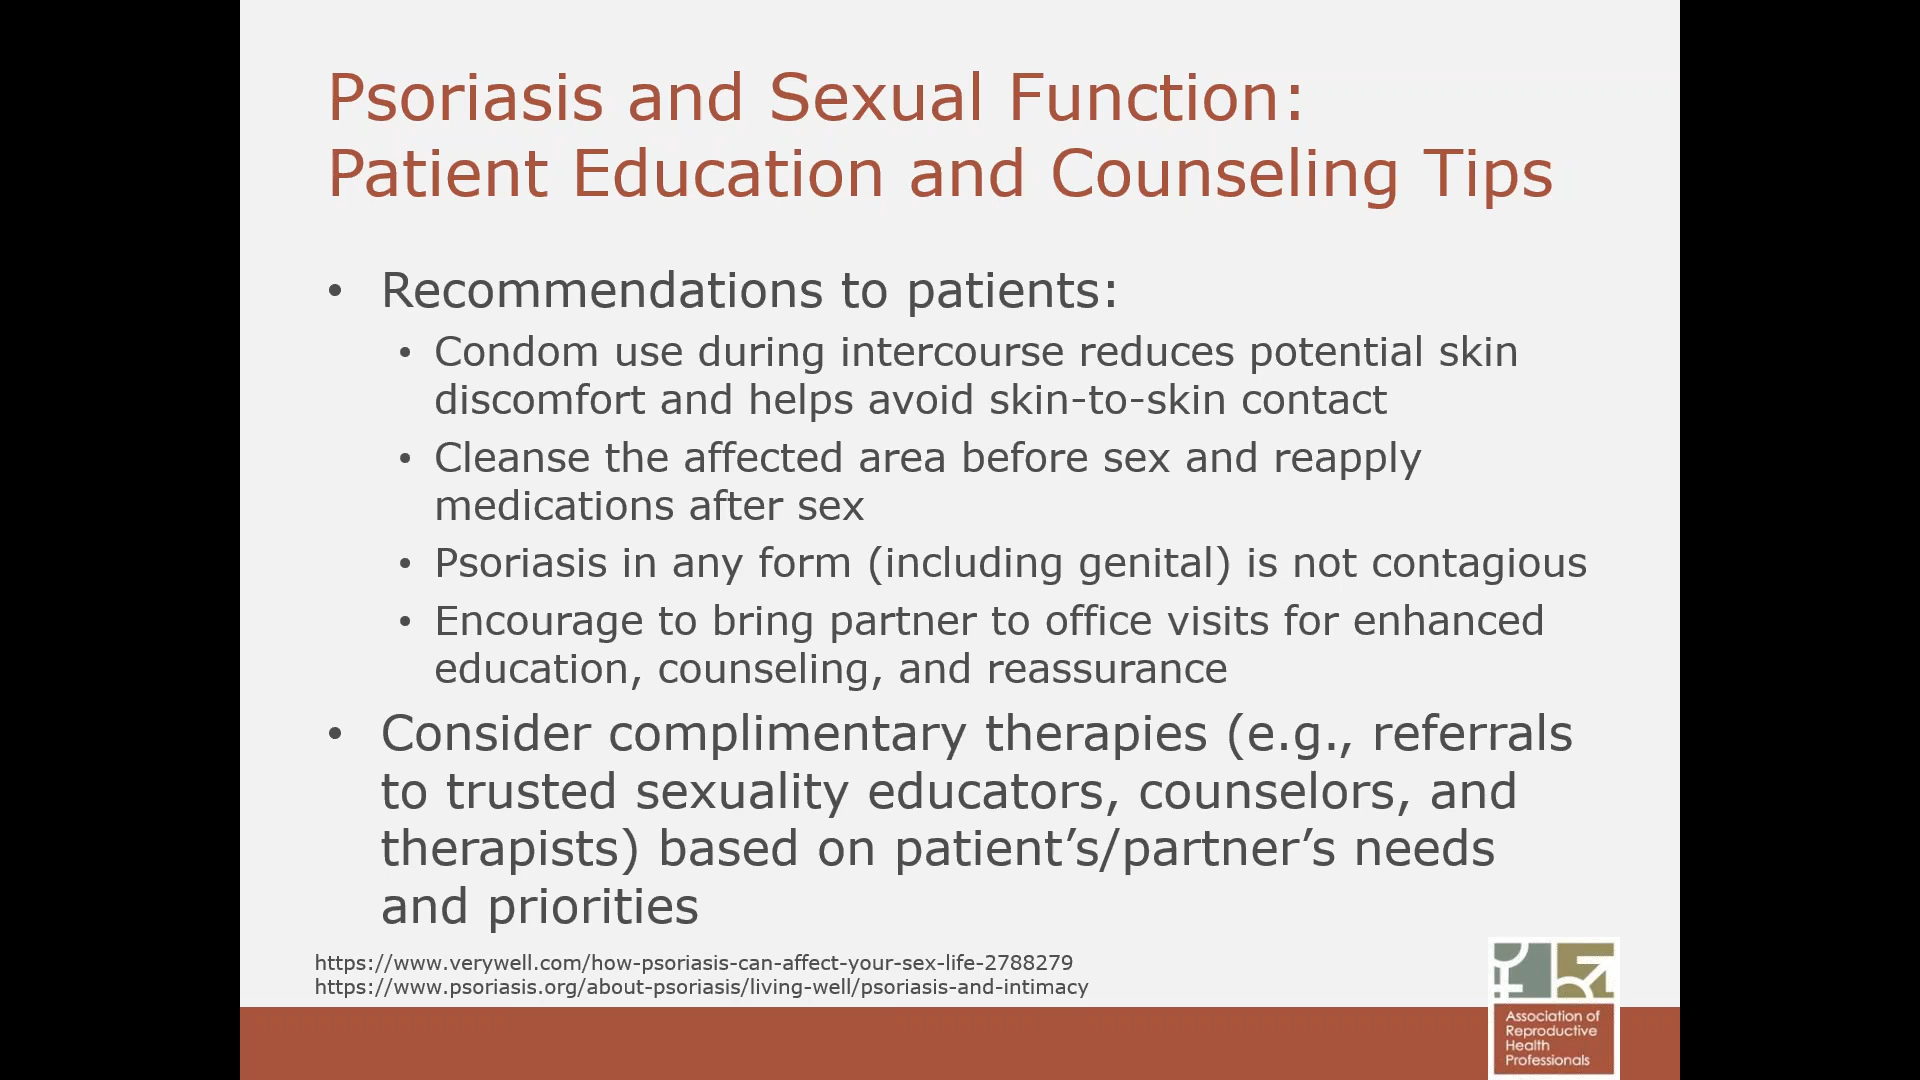 Psoriasis and Sexual Function:
Patient Education and Counseling Tips
• Recommendations to patients:
• Condom use during intercourse reduces potential skin
discomfort and helps avoid skin-to-skin contact
• Cleanse the affected area before sex and reapply
medications after sex
• Psoriasis in any form (including genital) is not contagious
• Encourage to bring partner to office visits for enhanced
education, counseling, and reassurance
• Consider complimentary therapies (e.g., referrals
to trusted sexuality educators, counselors, and
therapists) based on patient’s/partner’s needs
and priorities
https://www.verywell.com/how-psoriasis-can-affect-your-sex-life-2788279
https://www.psoriasis.org/about-psoriasis/living-well/psoriasis-and-intimacy
Association of
Reproductive
Health
Professionals